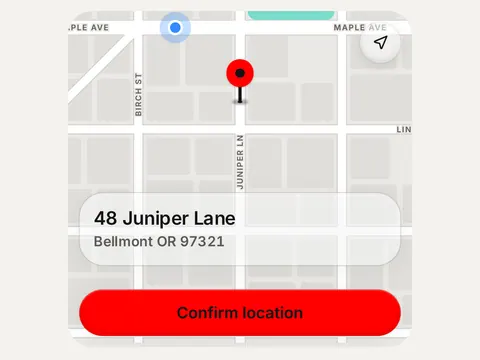 PLE AVE
MAPLE AVE
BIRCH ST
LIN
JUNIPER LN
48 Juniper Lane
Bellmont OR 97321
Confirm location